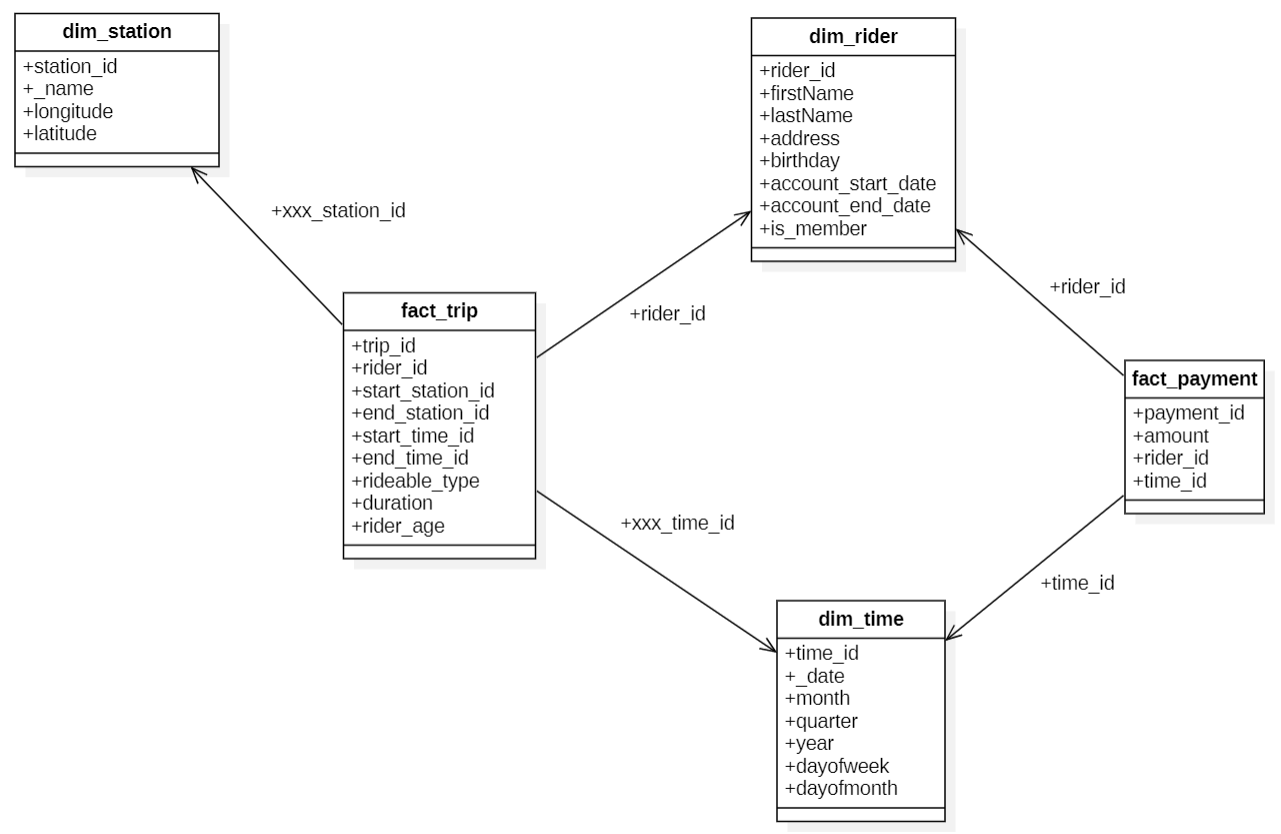 dim_station
+station_id
+_name
+longitude
+latitude
dim_rider
+rider_id
+firstName
+lastName
+address
+birthday
+account_start_date
+account_end_date
+is_member
+xxx_station_id
+rider_id
+rider_id
fact_trip
+trip_id
+rider_id
+start_station_id
+end_station_id
+start_time_id
+end_time_id
+rideable_type
+duration
+rider_age
fact_payment
+payment_id
+amount
+rider_id
+time_id
+xxx_time_id
+time_id
dim_time
+time_id
+_date
+month
+quarter
+year
+dayofweek
+dayofmonth